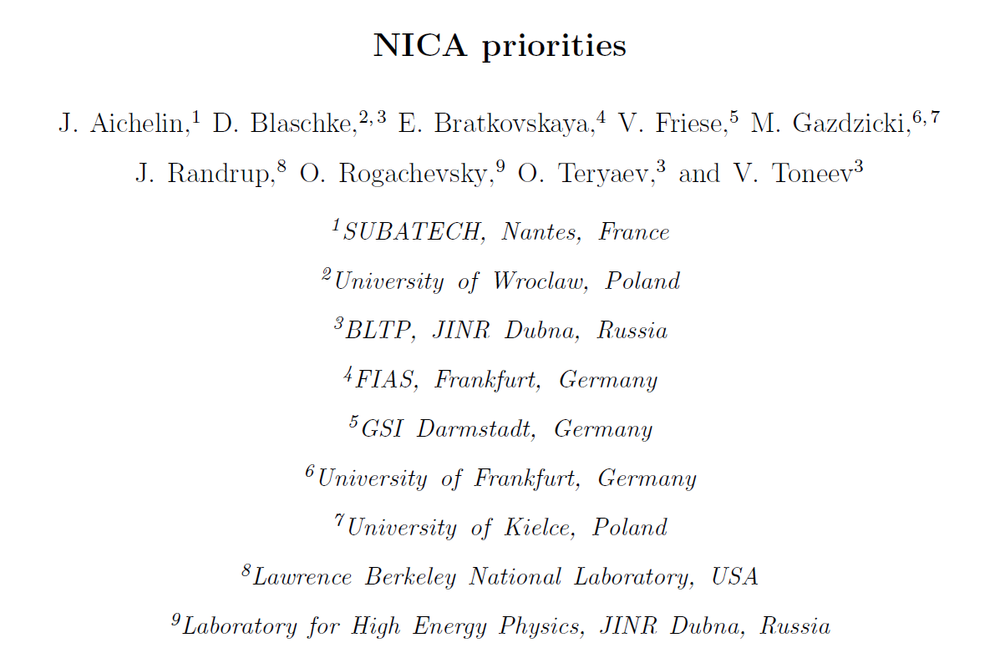 NICA priorities
J. Aichelin,¹ D. Blaschke,²,³ E. Bratkovskaya,⁴ V. Friese,⁵ M. Gazdzicki,⁶,⁷
J. Randrup,⁸ O. Rogachevsky,⁹ O. Teryaev,³ and V. Toneev³
¹SUBATECH, Nantes, France
²University of Wroclaw, Poland
³BLTP, JINR Dubna, Russia
⁴FIAS, Frankfurt, Germany
⁵GSI Darmstadt, Germany
⁶University of Frankfurt, Germany
⁷University of Kielce, Poland
⁸Lawrence Berkeley National Laboratory, USA
⁹Laboratory for High Energy Physics, JINR Dubna, Russia